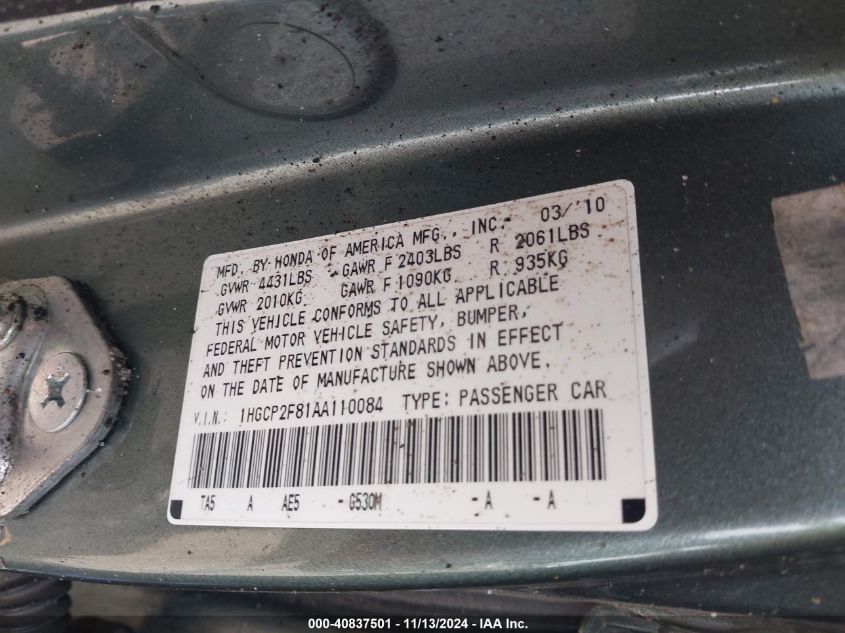 MFD. BY HONDA OF AMERICA MFG., INC. 03/'10
GVWR 4431LBS GAWR F 2403LBS R 2061LBS
GVWR 2010KG GAWR F 1090KG R 935KG
THIS VEHICLE CONFORMS TO ALL APPLICABLE
FEDERAL MOTOR VEHICLE SAFETY, BUMPER,
AND THEFT PREVENTION STANDARDS IN EFFECT
ON THE DATE OF MANUFACTURE SHOWN ABOVE.
V.I.N.: 1HGCP2F81AA110084 TYPE: PASSENGER CAR
TA5 A AE5 - G530M - A - A
000-40837501 - 11/13/2024 - IAA Inc.